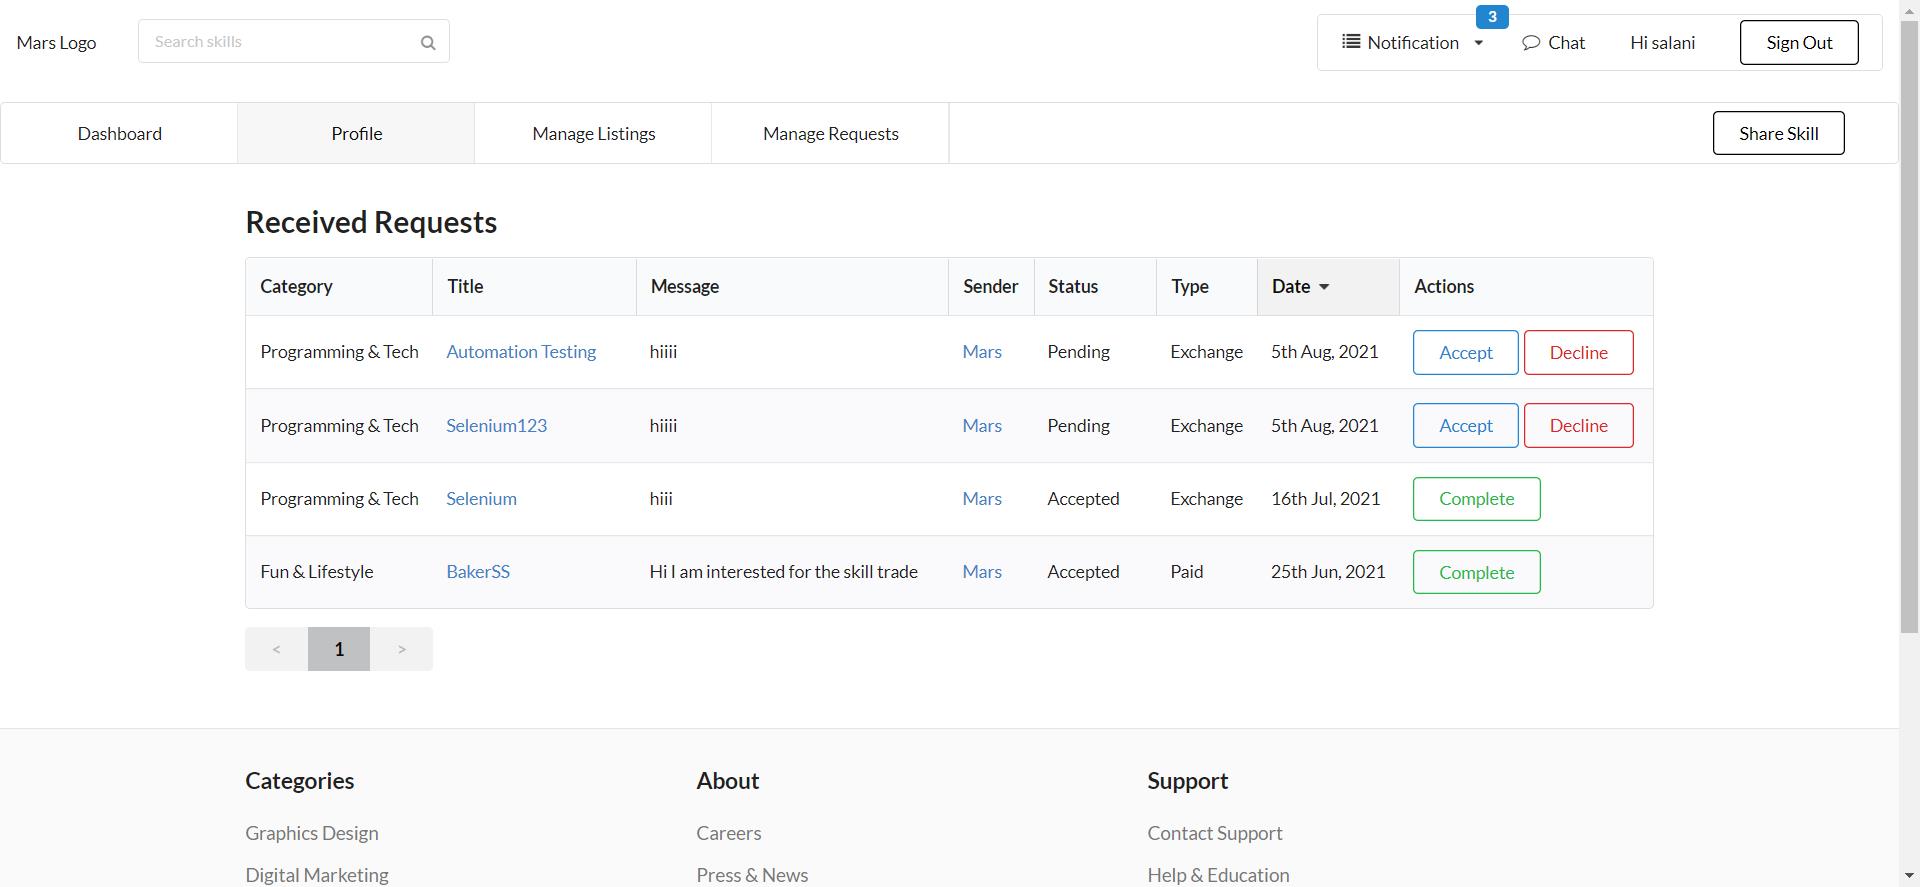 Mars Logo
Search skills
3
Notification
Chat
Hi salani
Sign Out
Dashboard
Profile
Manage Listings
Manage Requests
Share Skill
Received Requests
Category Title Message Sender Status Type Date Actions
Programming & Tech Automation Testing hiiii Mars Pending Exchange 5th Aug, 2021 Accept Decline
Programming & Tech Selenium123 hiiii Mars Pending Exchange 5th Aug, 2021 Accept Decline
Programming & Tech Selenium hiii Mars Accepted Exchange 16th Jul, 2021 Complete
Fun & Lifestyle BakerSS Hi I am interested for the skill trade Mars Accepted Paid 25th Jun, 2021 Complete
< 1 >
Categories
Graphics Design
Digital Marketing
About
Careers
Press & News
Support
Contact Support
Help & Education